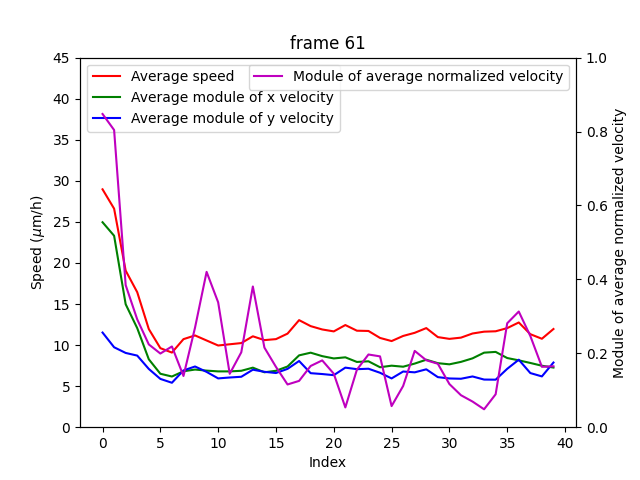 frame 61
Average speed
Average module of x velocity
Average module of y velocity
Module of average normalized velocity
Speed (μm/h)
45
40
35
30
25
20
15
10
5
0
1.0
0.8
0.6
0.4
0.2
0.0
Module of average normalized velocity
0 5 10 15 20 25 30 35 40
Index